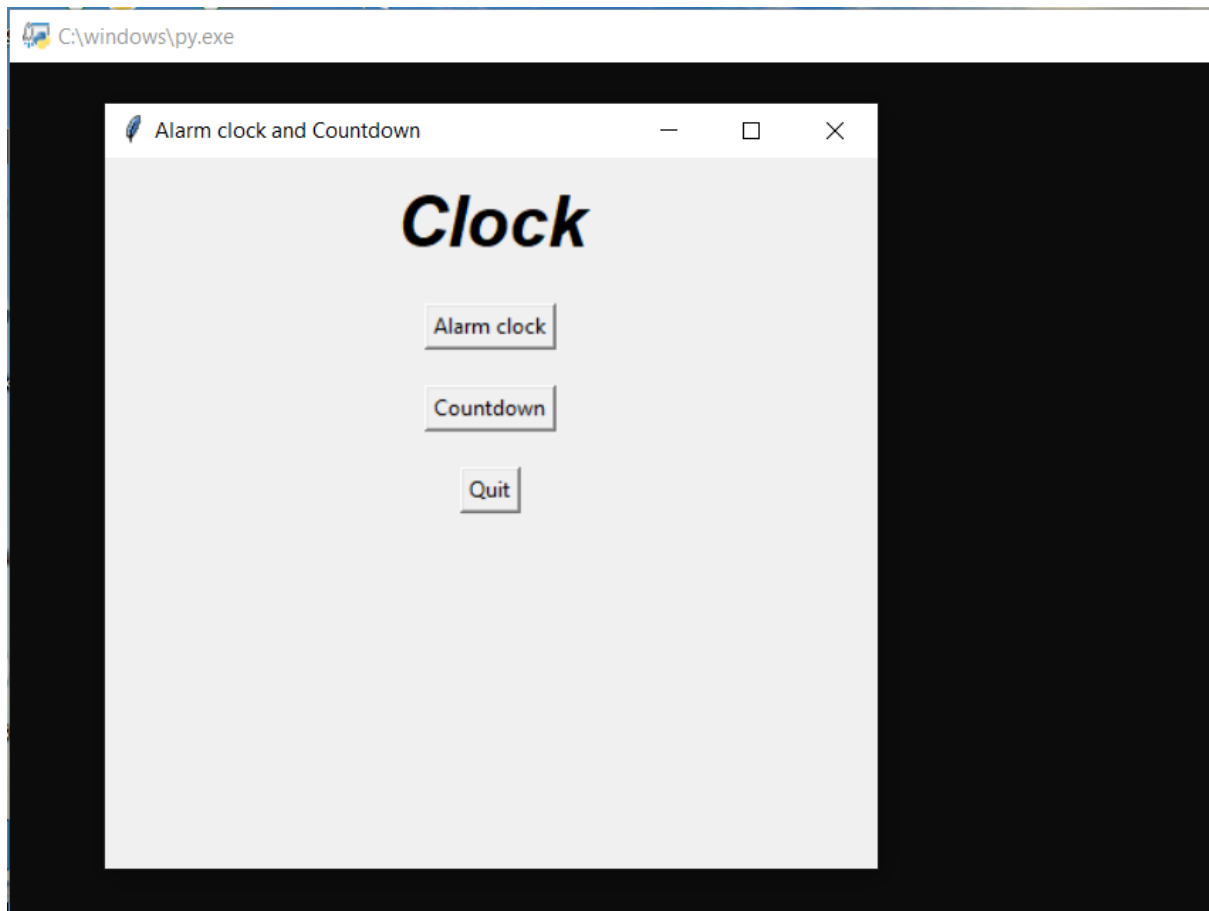 C:\windows\py.exe
Alarm clock and Countdown
Clock
Alarm clock
Countdown
Quit